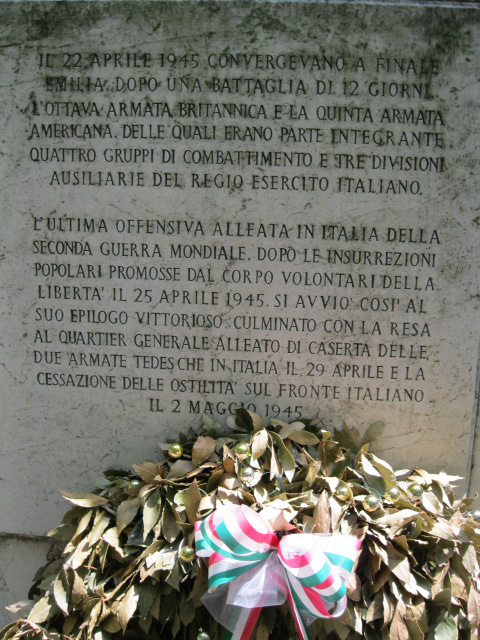 IL 22 APRILE 1945 CONVERGEVANO A FINALE
EMILIA, DOPO UNA BATTAGLIA DI 12 GIORNI,
L'OTTAVA ARMATA BRITANNICA E LA QUINTA ARMATA
AMERICANA, DELLE QUALI ERANO PARTE INTEGRANTE
QUATTRO GRUPPI DI COMBATTIMENTO E TRE DIVISIONI
AUSILIARIE DEL REGIO ESERCITO ITALIANO.
L'ULTIMA OFFENSIVA ALLEATA IN ITALIA DELLA
SECONDA GUERRA MONDIALE, DOPO LE INSURREZIONI
POPOLARI PROMOSSE DAL CORPO VOLONTARI DELLA
LIBERTA' IL 25 APRILE 1945, SI AVVIO' COSI' AL
SUO EPILOGO VITTORIOSO CULMINATO CON LA RESA
AL QUARTIER GENERALE ALLEATO DI CASERTA DELLE
DUE ARMATE TEDESCHE IN ITALIA IL 29 APRILE E LA
CESSAZIONE DELLE OSTILITA' SUL FRONTE ITALIANO
IL 2 MAGGIO 1945